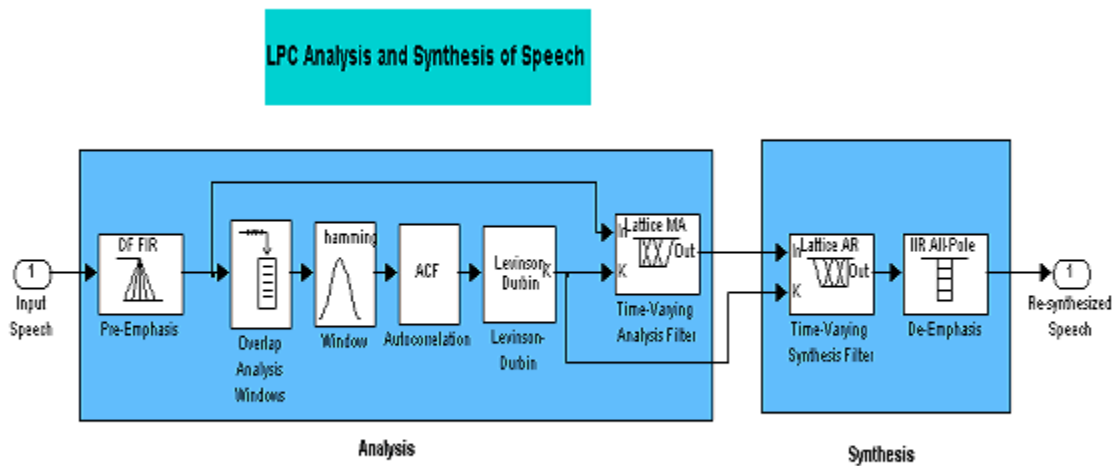 LPC Analysis and Synthesis of Speech
1
Input
Speech
DF FIR
Pre-Emphasis
Overlap
Analysis
Windows
hamming
Window
ACF
Autocorrelation
Levinson
Durbin
K
Levinson-
Durbin
Lattice MA
In
Out
K
Time-Varying
Analysis Filter
Analysis
Lattice AR
In
Out
K
Time-Varying
Synthesis Filter
IIR All-Pole
De-Emphasis
Synthesis
1
Re-synthesized
Speech